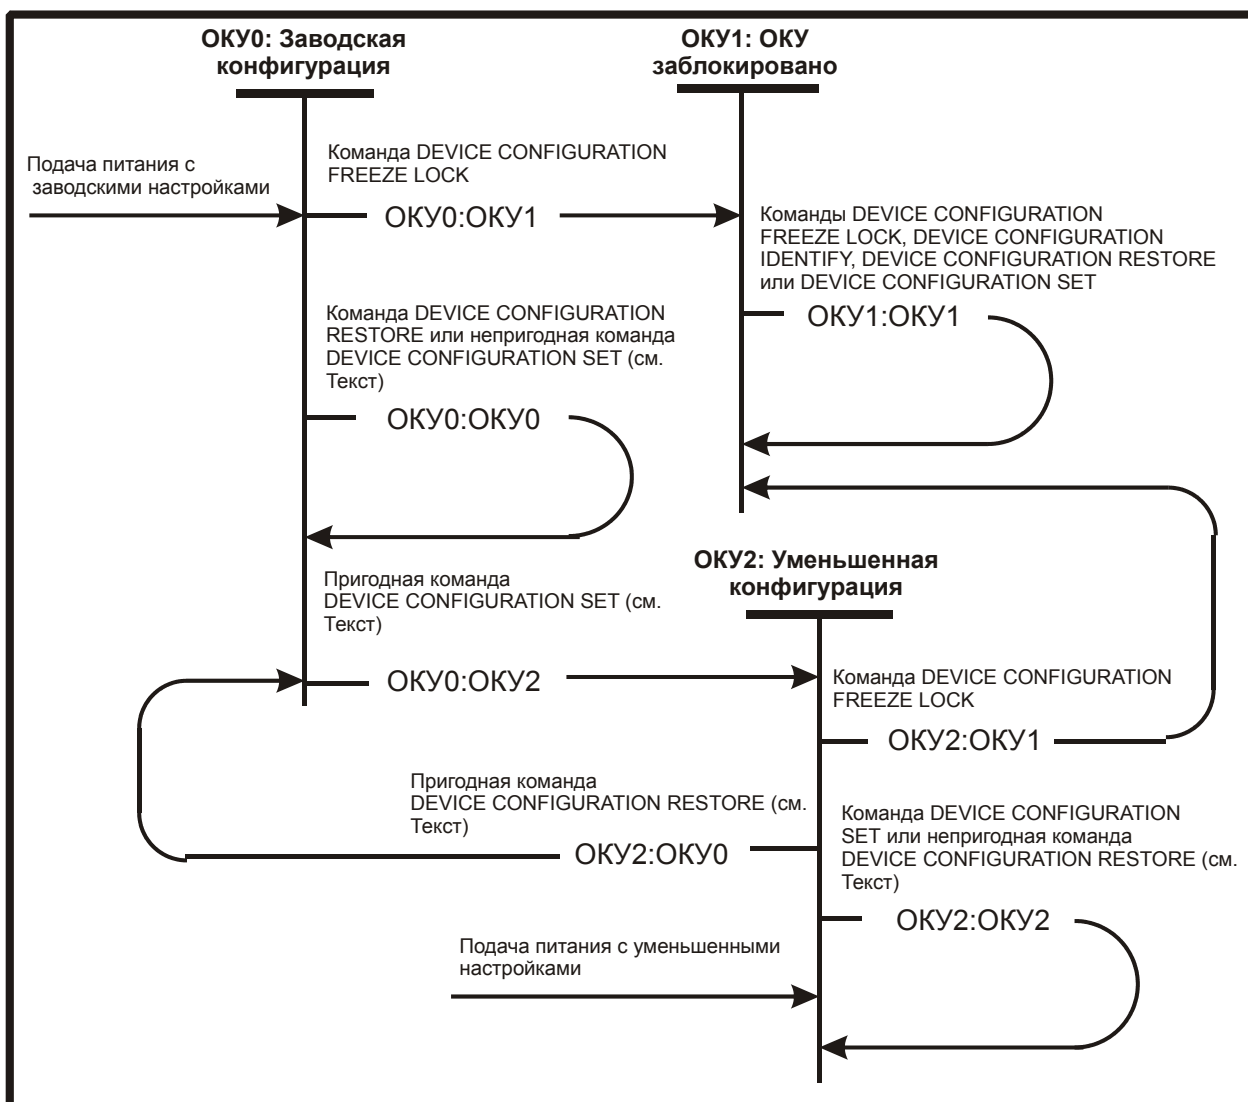 ОКУ0: Заводская
конфигурация
ОКУ1: ОКУ
заблокировано
Подача питания с
заводскими настройками
Команда DEVICE CONFIGURATION
FREEZE LOCK
ОКУ0:ОКУ1
Команды DEVICE CONFIGURATION
FREEZE LOCK, DEVICE CONFIGURATION
IDENTIFY, DEVICE CONFIGURATION RESTORE
или DEVICE CONFIGURATION SET
ОКУ1:ОКУ1
Команда DEVICE CONFIGURATION
RESTORE или непригодная команда
DEVICE CONFIGURATION SET (см.
Текст)
ОКУ0:ОКУ0
ОКУ2: Уменьшенная
конфигурация
Пригодная команда
DEVICE CONFIGURATION SET (см.
Текст)
ОКУ0:ОКУ2
Команда DEVICE CONFIGURATION
FREEZE LOCK
ОКУ2:ОКУ1
Пригодная команда
DEVICE CONFIGURATION RESTORE (см.
Текст)
ОКУ2:ОКУ0
Команда DEVICE CONFIGURATION
SET или непригодная команда
DEVICE CONFIGURATION RESTORE (см.
Текст)
ОКУ2:ОКУ2
Подача питания с уменьшенными
настройками